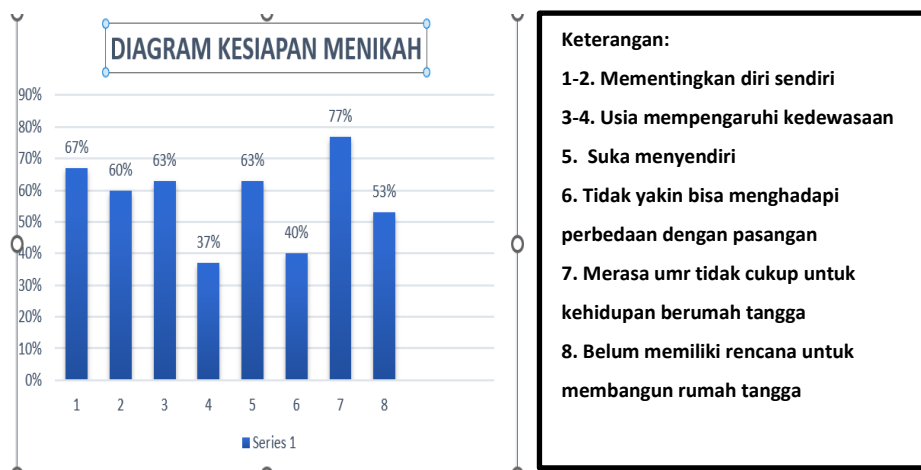 DIAGRAM KESIAPAN MENIKAH
90%
80%
70%
60%
50%
40%
30%
20%
10%
0%
67%
60%
63%
37%
63%
40%
77%
53%
1 2 3 4 5 6 7 8
Series 1
Keterangan:
1-2. Mementingkan diri sendiri
3-4. Usia mempengaruhi kedewasaan
5. Suka menyendiri
6. Tidak yakin bisa menghadapi
perbedaan dengan pasangan
7. Merasa umr tidak cukup untuk
kehidupan berumah tangga
8. Belum memiliki rencana untuk
membangun rumah tangga